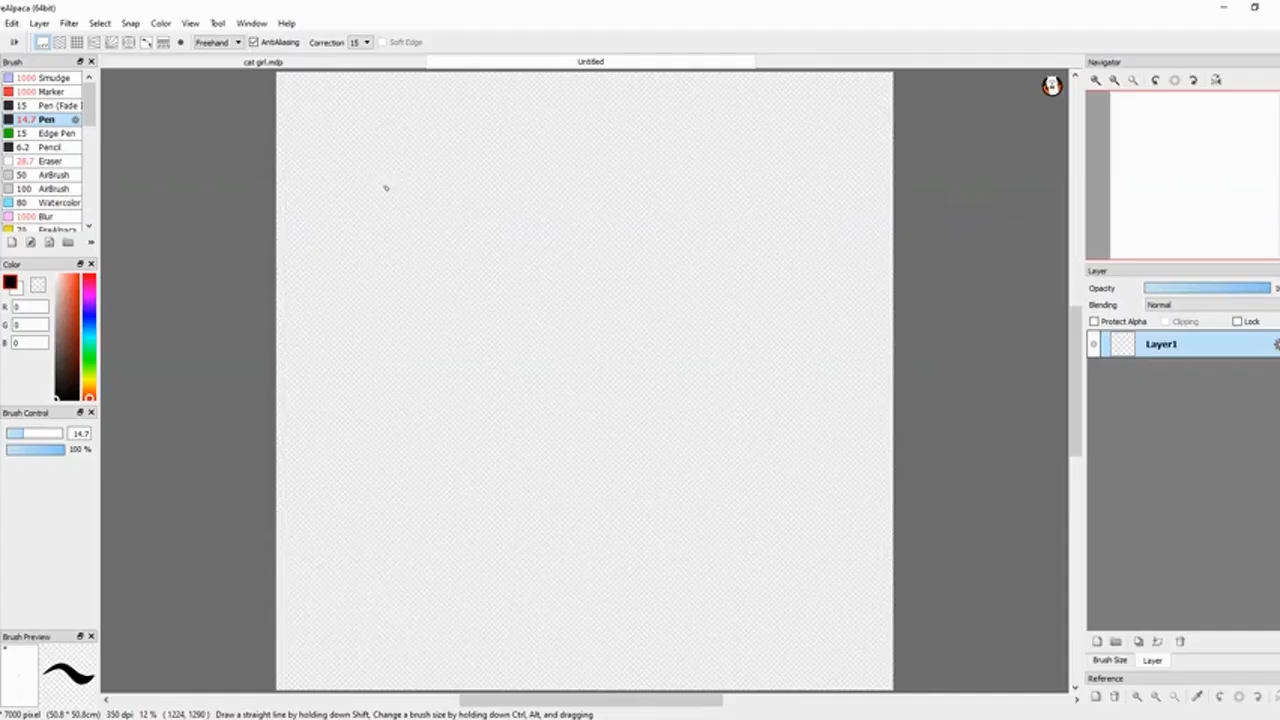 reAlpaca (64bit)
Edit Layer Filter Select Snap Color View Tool Window Help
Freehand AntiAliasing Correction 15 Soft Edge
Brush cat girl.mdp Untitled Navigator
1000 Smudge
1000 Marker
15 Pen (Fade
14.7 Pen
15 Edge Pen
6.2 Pencil
28.7 Eraser
50 AirBrush
100 AirBrush
80 Watercolor
1000 Blur
Color
R 0
G 0
B 0
Layer
Opacity
Blending Normal
Protect Alpha Clipping Lock
Layer1
Brush Control
14.7
100 %
Brush Preview
Brush Size Layer
Reference
* 7000 pixel (50.8 * 50.8cm) 350 dpi 12 % ( 1224, 1290 ) Draw a straight line by holding down Shift, Change a brush size by holding down Ctrl, Alt, and dragging